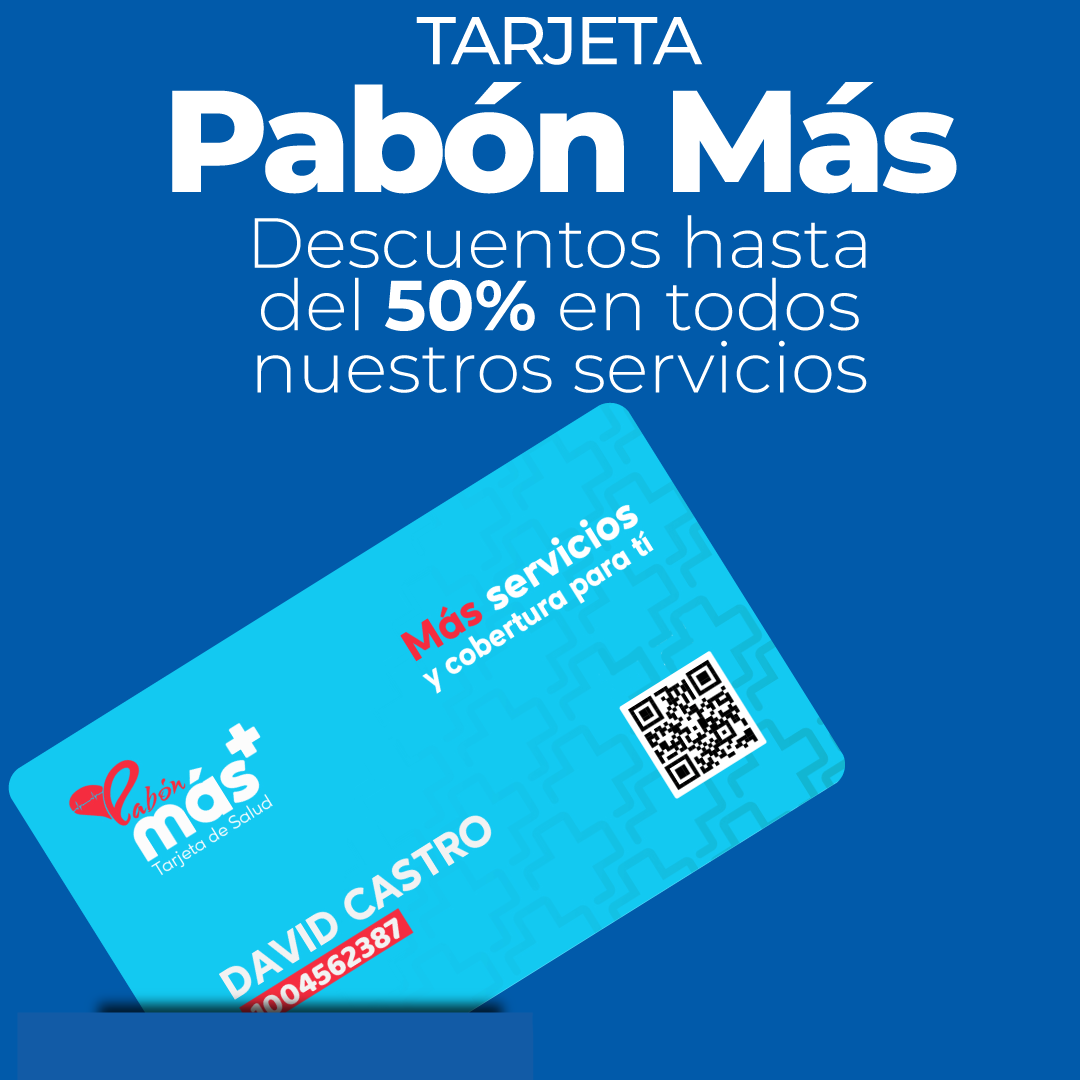 TARJETA
Pabón Más
Descuentos hasta
del 50% en todos
nuestros servicios
Más servicios
y cobertura para tí
Pabón
más+
Tarjeta de Salud
DAVID CASTRO
1004562387